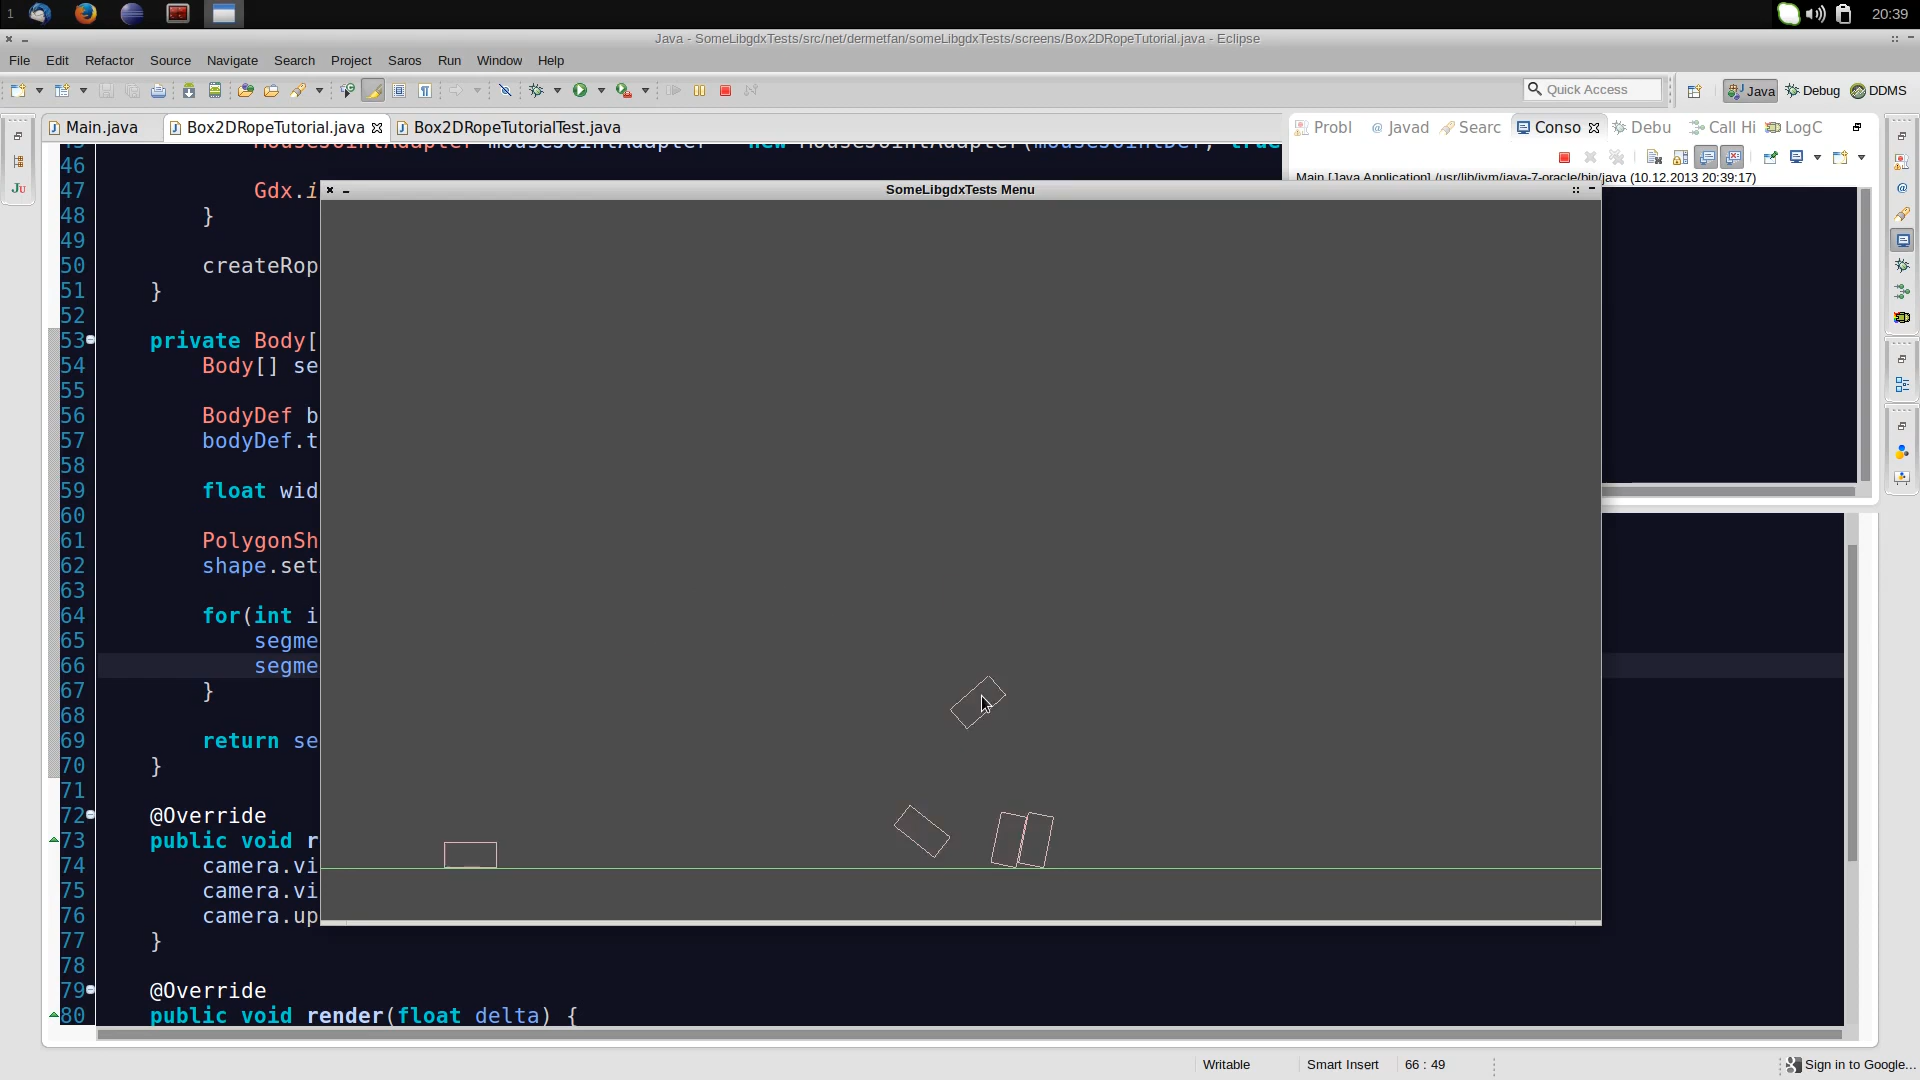 1
20:39
Java - SomeLibgdxTests/src/net/dermetfan/someLibgdxTests/screens/Box2DRopeTutorial.java - Eclipse
File Edit Refactor Source Navigate Search Project Saros Run Window Help
Quick Access
Java
Debug
DDMS
Main.java
Box2DRopeTutorial.java
Box2DRopeTutorialTest.java
Probl
Javad
Searc
Conso
Debu
Call Hi
LogC
Main [Java Application] /usr/lib/jvm/java-7-oracle/bin/java (10.12.2013 20:39:17)
SomeLibgdxTests Menu
45 MouseJointAdapter mouseJointAdapter = new MouseJointAdapter(mouseJointDef, true
46
47 Gdx.i
48 }
49
50 createRop
51 }
52
53 private Body[
54 Body[] se
55
56 BodyDef b
57 bodyDef.t
58
59 float wid
60
61 PolygonSh
62 shape.set
63
64 for(int i
65 segme
66 segme
67 }
68
69 return se
70 }
71
72 @Override
73 public void r
74 camera.vi
75 camera.vi
76 camera.up
77 }
78
79 @Override
80 public void render(float delta) {
Writable
Smart Insert
66 : 49
Sign in to Google...